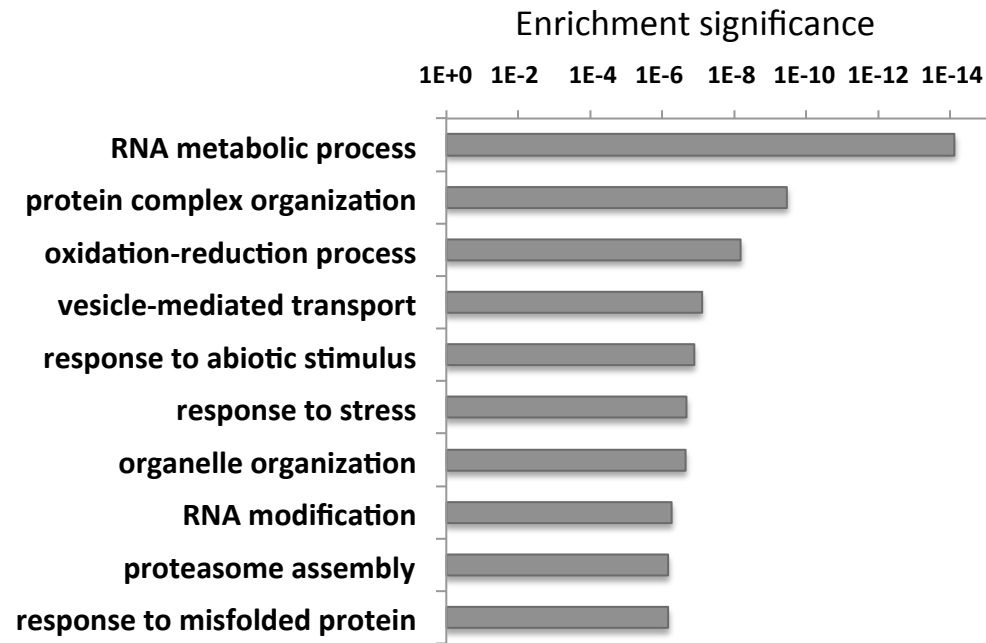 Enrichment significance
1E+0 1E-2 1E-4 1E-6 1E-8 1E-10 1E-12 1E-14
RNA metabolic process
protein complex organization
oxidation-reduction process
vesicle-mediated transport
response to abiotic stimulus
response to stress
organelle organization
RNA modification
proteasome assembly
response to misfolded protein